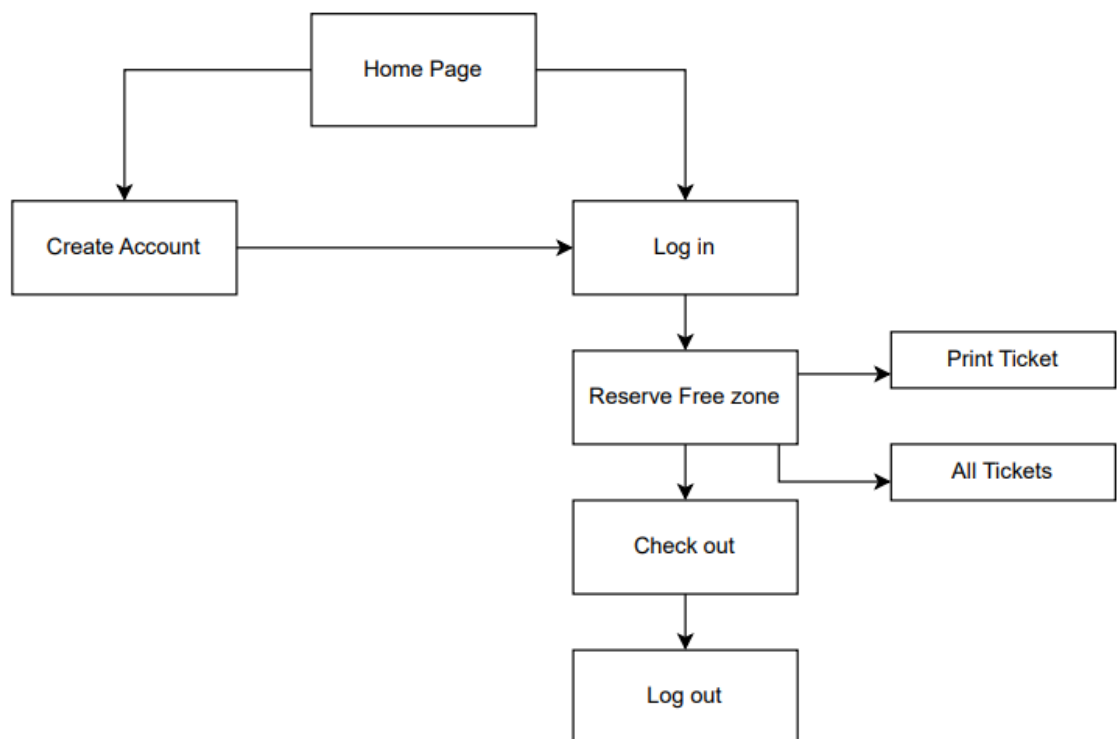 Home Page
Create Account
Log in
Reserve Free zone
Print Ticket
All Tickets
Check out
Log out